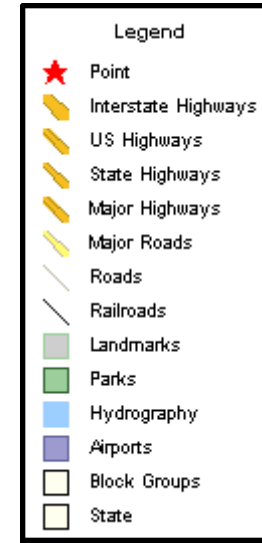 Legend
Point
Interstate Highways
US Highways
State Highways
Major Highways
Major Roads
Roads
Railroads
Landmarks
Parks
Hydrography
Airports
Block Groups
State